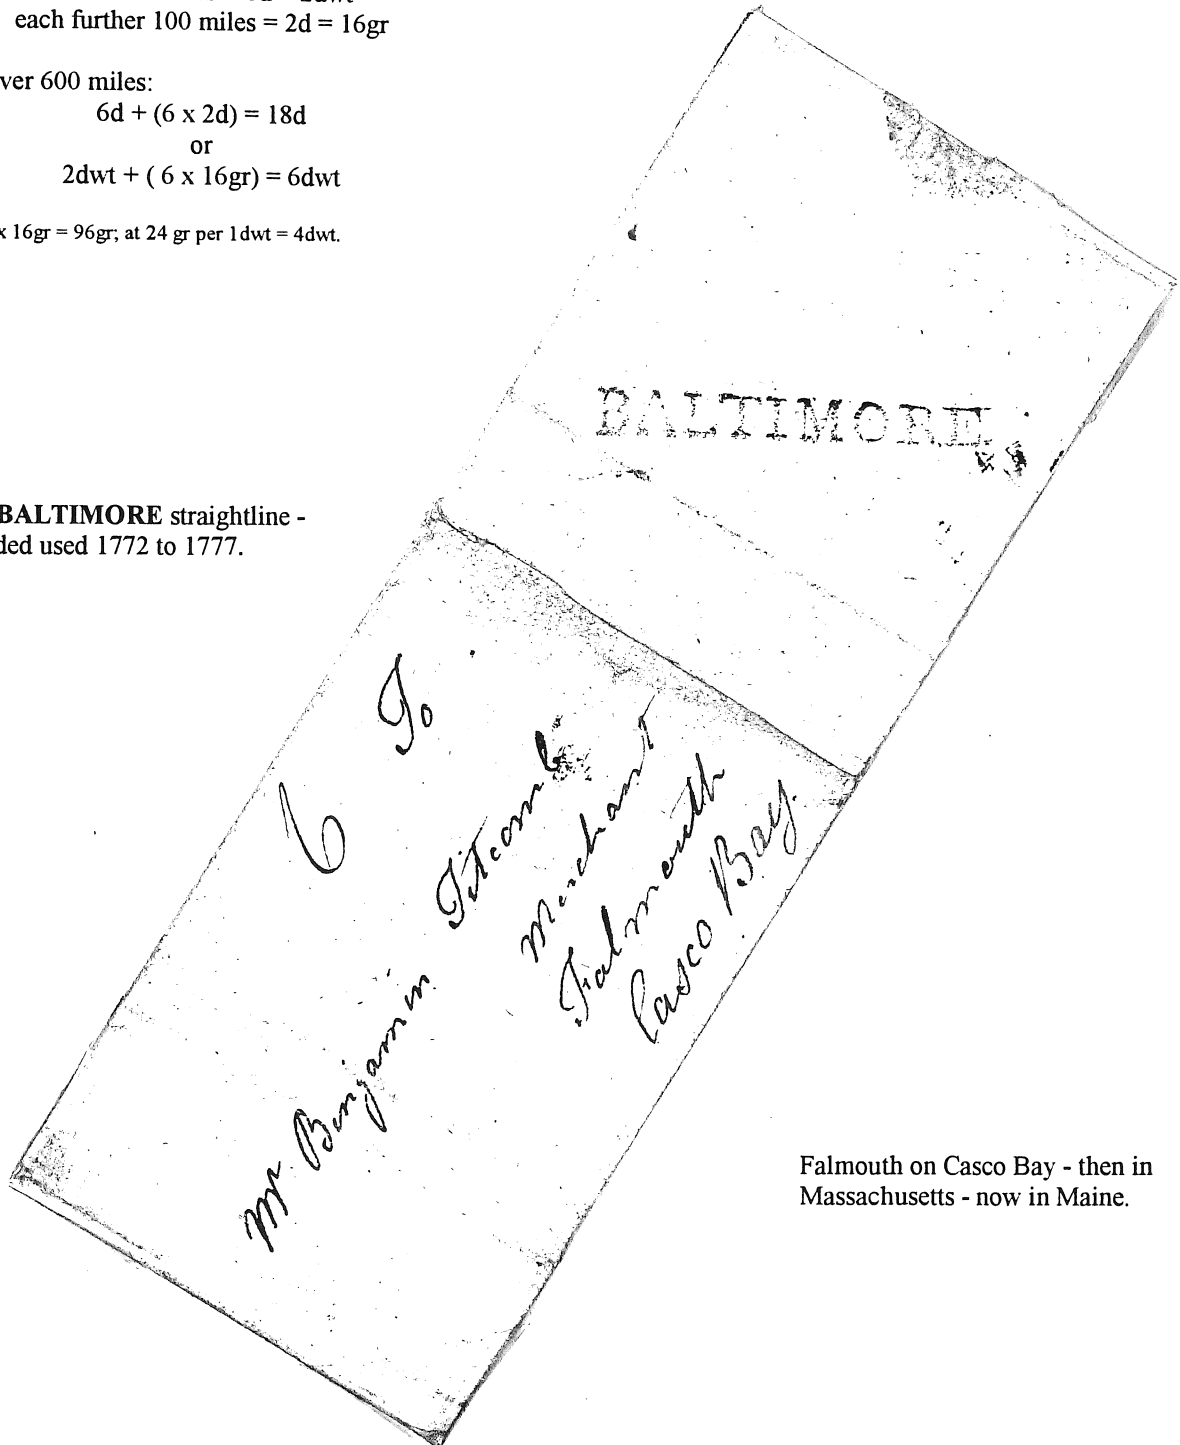 each further 100 miles = 2d = 16gr
ver 600 miles:
6d + (6 x 2d) = 18d
or
2dwt + ( 6 x 16gr) = 6dwt
x 16gr = 96gr; at 24 gr per 1dwt = 4dwt.
BALTIMORE
BALTIMORE straightline -
ded used 1772 to 1777.
To
6
Mr Benjamin Titcomb
Merchant
Falmouth
Casco Bay.
Falmouth on Casco Bay - then in
Massachusetts - now in Maine.